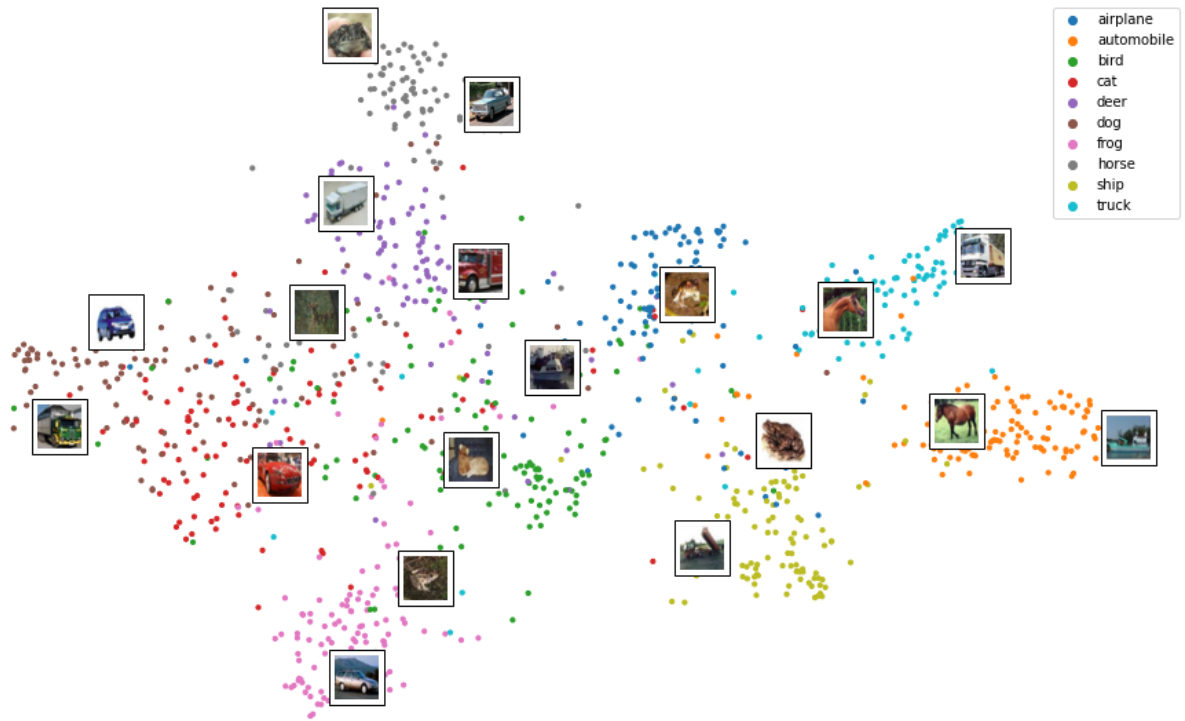 airplane
automobile
bird
cat
deer
dog
frog
horse
ship
truck